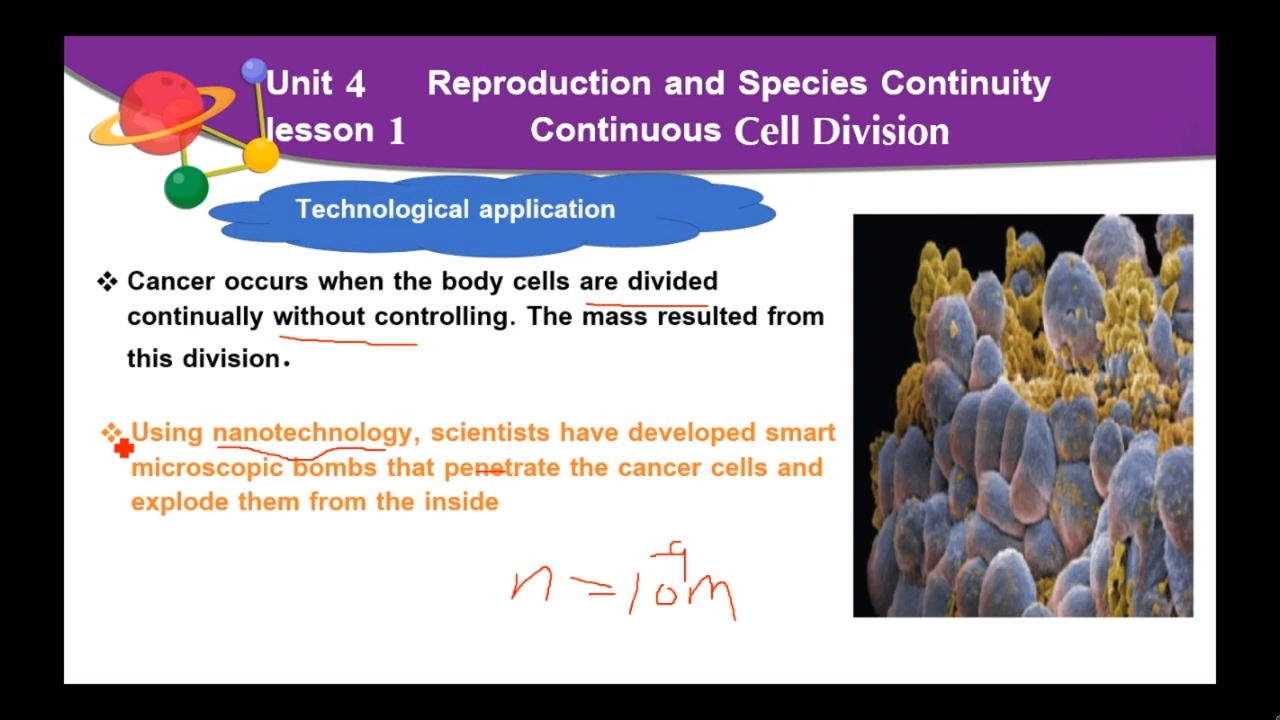 Unit 4 Reproduction and Species Continuity
lesson 1 Continuous Cell Division
Technological application
❖ Cancer occurs when the body cells are divided
continually without controlling. The mass resulted from
this division.
❖ Using nanotechnology, scientists have developed smart
microscopic bombs that penetrate the cancer cells and
explode them from the inside
n = 10⁻⁹m